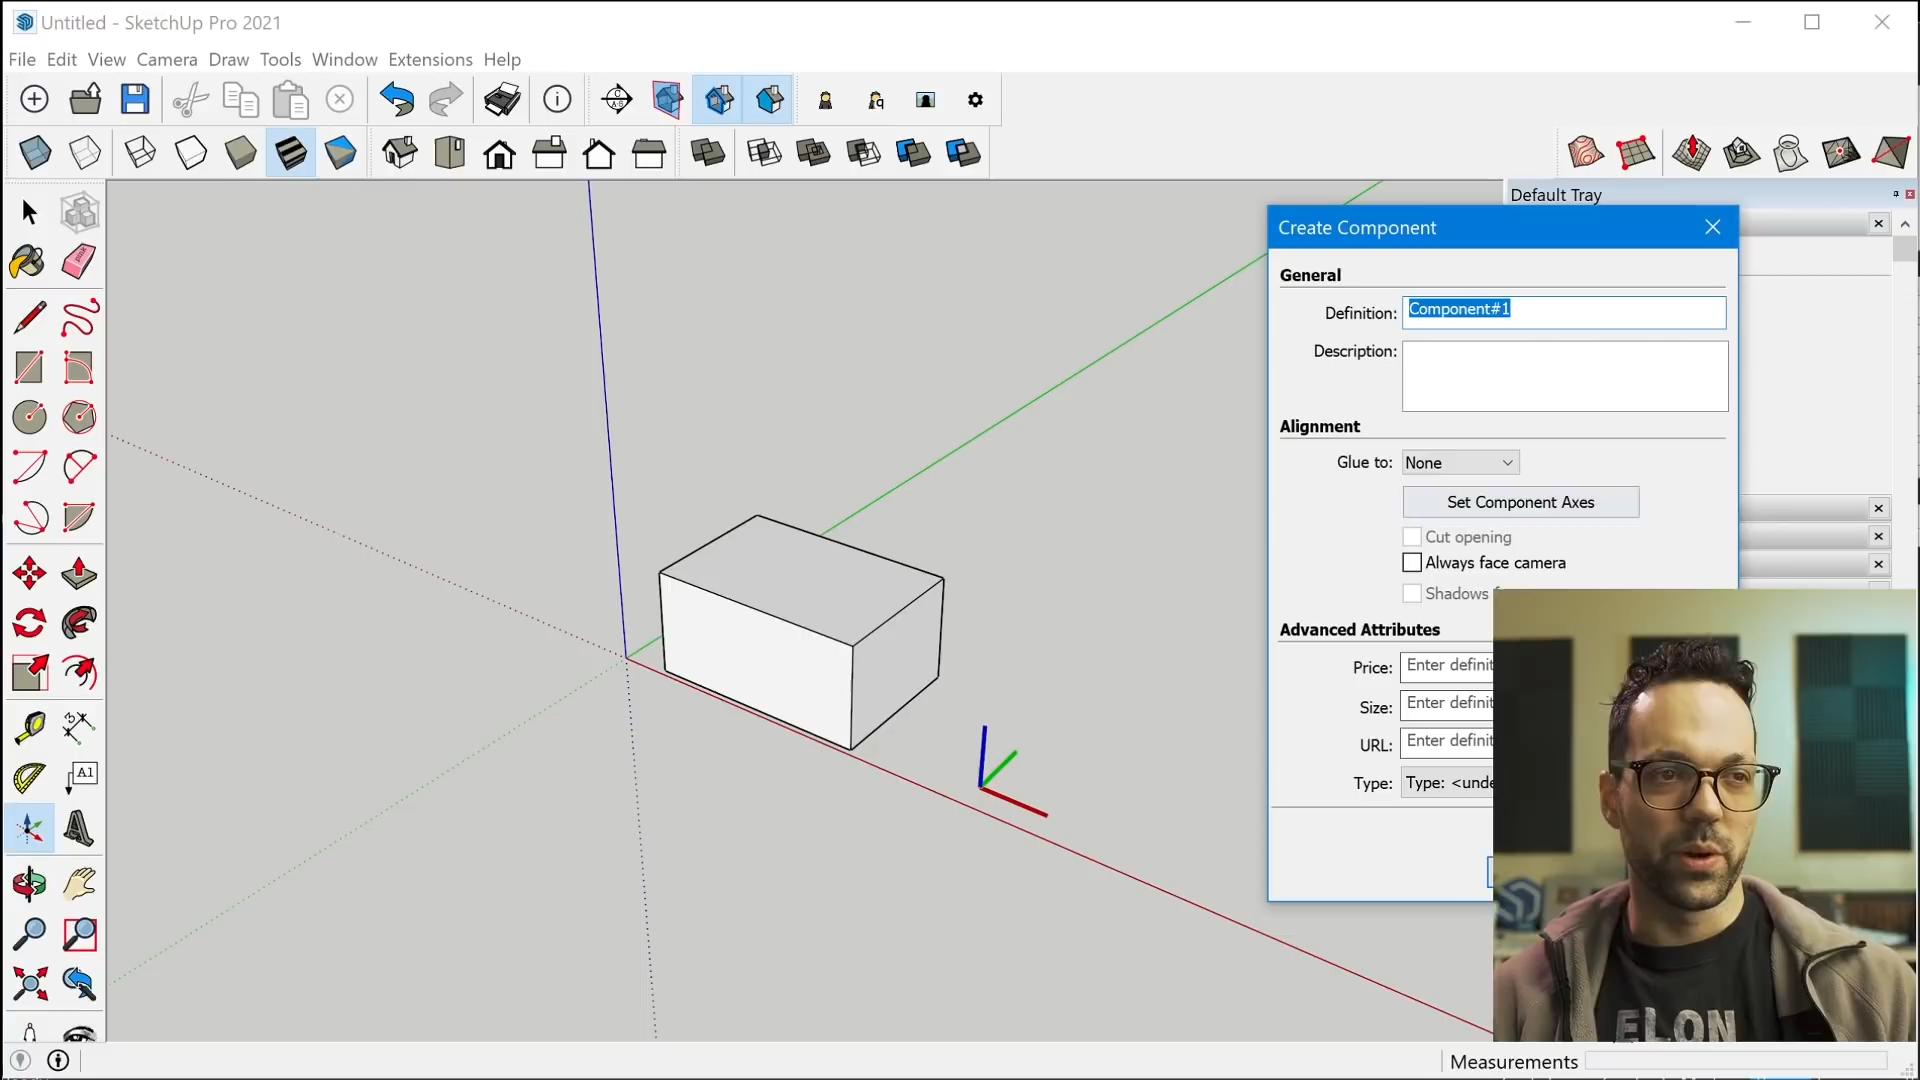 Untitled - SketchUp Pro 2021
File Edit View Camera Draw Tools Window Extensions Help
Default Tray
Create Component
General
Definition: Component#1
Description:
Alignment
Glue to: None
Set Component Axes
Cut opening
Always face camera
Shadows
Advanced Attributes
Price: Enter definit
Size: Enter definit
URL: Enter definit
Type: Type: <unde
A1
ELON
Measurements